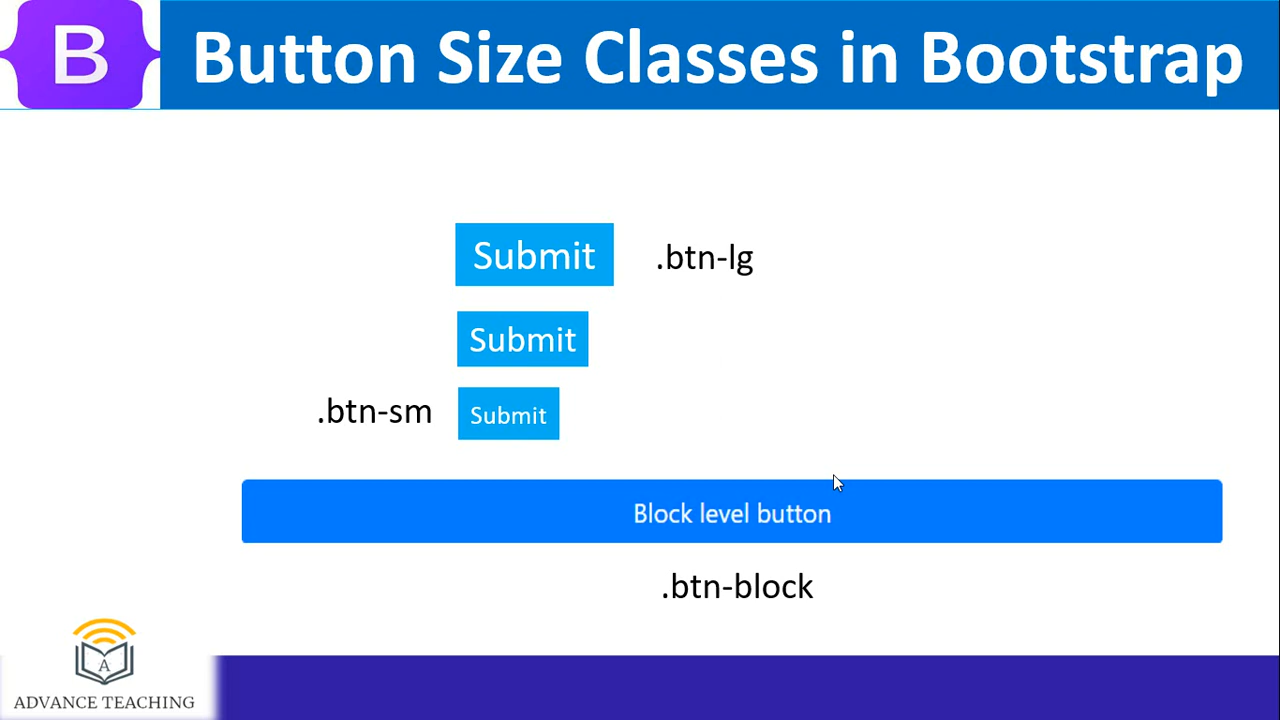 B
Button Size Classes in Bootstrap
Submit .btn-lg
Submit
.btn-sm Submit
Block level button
.btn-block
A
ADVANCE TEACHING